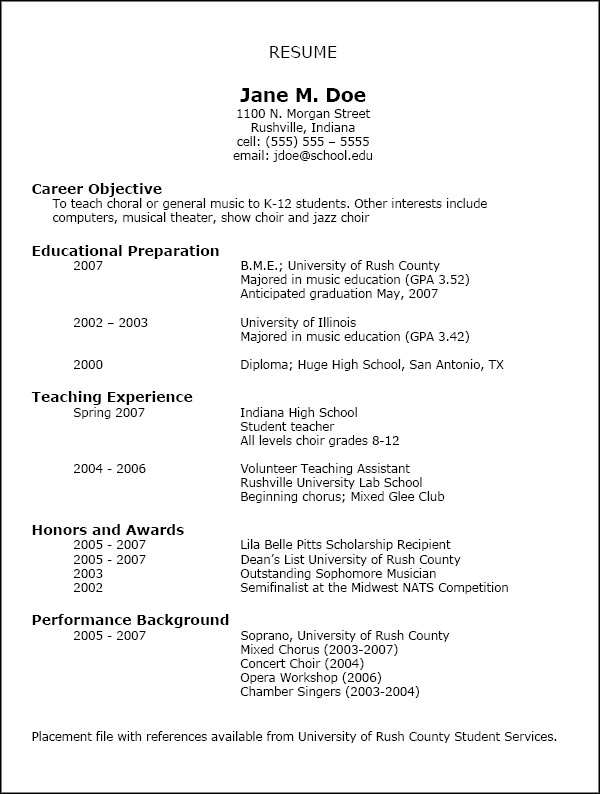 RESUME
Jane M. Doe
1100 N. Morgan Street
Rushville, Indiana
cell: (555) 555 – 5555
email: jdoe@school.edu
Career Objective
To teach choral or general music to K-12 students. Other interests include
computers, musical theater, show choir and jazz choir
Educational Preparation
2007 B.M.E.; University of Rush County
Majored in music education (GPA 3.52)
Anticipated graduation May, 2007
2002 – 2003 University of Illinois
Majored in music education (GPA 3.42)
2000 Diploma; Huge High School, San Antonio, TX
Teaching Experience
Spring 2007 Indiana High School
Student teacher
All levels choir grades 8-12
2004 - 2006 Volunteer Teaching Assistant
Rushville University Lab School
Beginning chorus; Mixed Glee Club
Honors and Awards
2005 - 2007 Lila Belle Pitts Scholarship Recipient
2005 - 2007 Dean’s List University of Rush County
2003 Outstanding Sophomore Musician
2002 Semifinalist at the Midwest NATS Competition
Performance Background
2005 - 2007 Soprano, University of Rush County
Mixed Chorus (2003-2007)
Concert Choir (2004)
Opera Workshop (2006)
Chamber Singers (2003-2004)
Placement file with references available from University of Rush County Student Services.